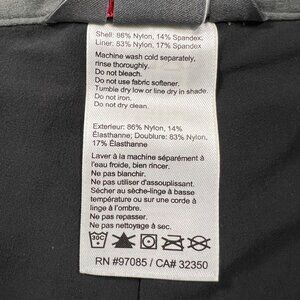 Shell: 86% Nylon, 14% Spandex.
Liner: 83% Nylon, 17% Spandex
Machine wash cold separately,
rinse thoroughly.
Do not bleach.
Do not use fabric softener.
Tumble dry low or line dry in shade.
Do not iron.
Do not dry clean.
Exterieur: 86% Nylon, 14%
Élasthanne; Doublure: 83% Nylon,
17% Élasthanne
Laver à la machine séparément à
l'eau froide, bien rincer.
Ne pas blanchir.
Ne pas utiliser d'assouplissant.
Sécher au sèche-linge à basse
température ou sur une corde à
linge à l'ombre.
Ne pas repasser.
Ne pas nettoyer à sec.
30C
RN #97085 / CA# 32350